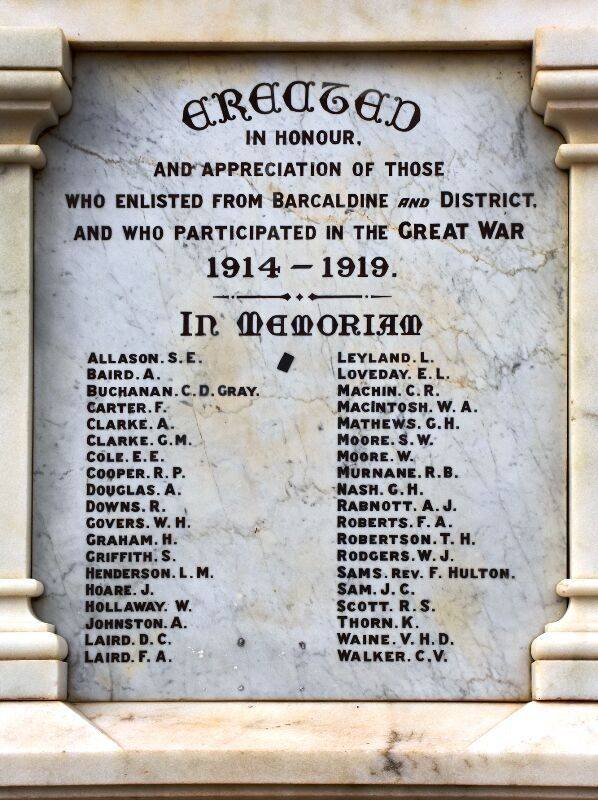 ERECTED
IN HONOUR,
AND APPRECIATION OF THOSE
WHO ENLISTED FROM BARCALDINE AND DISTRICT,
AND WHO PARTICIPATED IN THE GREAT WAR
1914 – 1919.
IN MEMORIAM
ALLASON. S. E.
BAIRD. A.
BUCHANAN. C. D. GRAY.
CARTER. F.
CLARKE. A.
CLARKE. G. M.
COLE. E. E.
COOPER. R. P.
DOUGLAS. A.
DOWNS. R.
GOVERS. W. H.
GRAHAM. H.
GRIFFITH. S.
HENDERSON. L. M.
HOARE. J.
HOLLAWAY. W.
JOHNSTON. A.
LAIRD. D. C.
LAIRD. F. A.
LEYLAND. L.
LOVEDAY. E. L.
MACHIN. C. R.
MACINTOSH. W. A.
MATHEWS. G. H.
MOORE. S. W.
MOORE. W.
MURNANE. R. B.
NASH. G. H.
RABNOTT. A. J.
ROBERTS. F. A.
ROBERTSON. T. H.
RODGERS. W. J.
SAMS. REV. F. HULTON.
SAM. J. C.
SCOTT. R. S.
THORN. K.
WAINE. V. H. D.
WALKER. C. V.